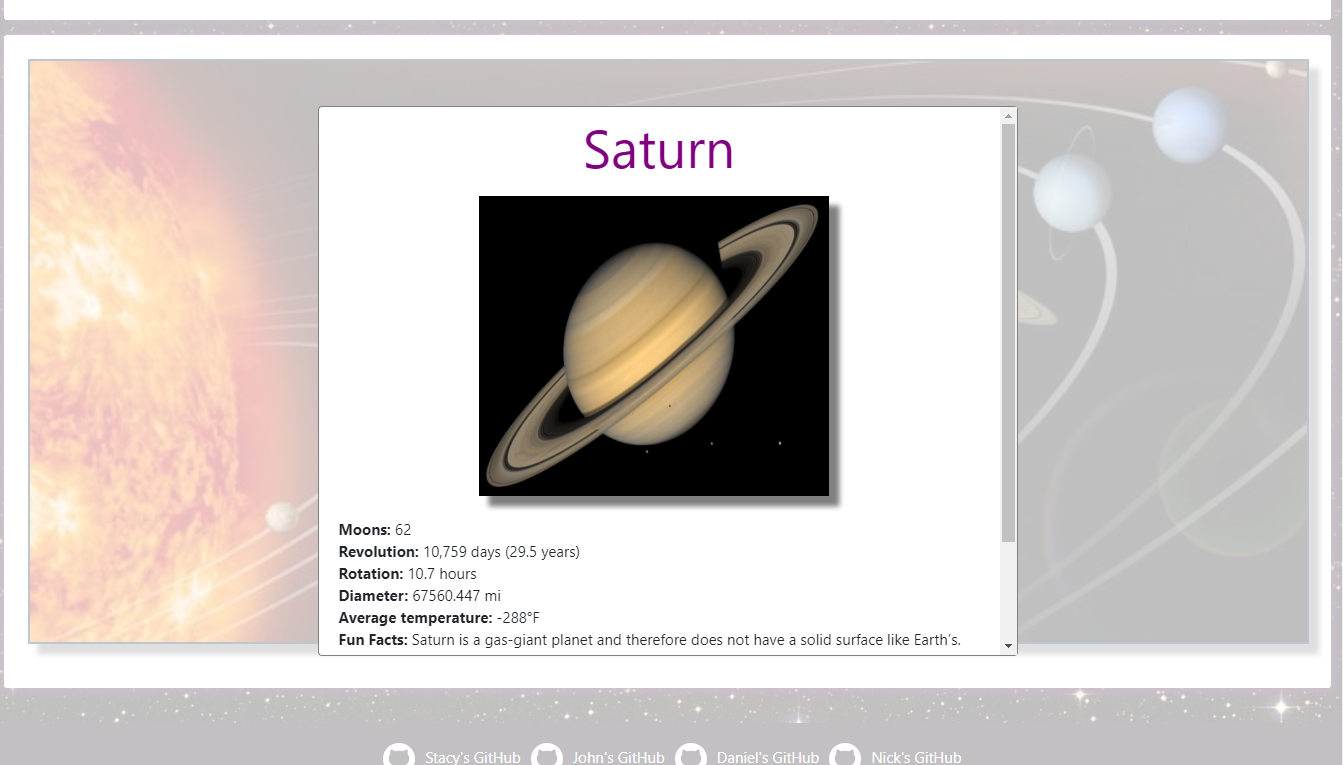 Saturn
Moons: 62
Revolution: 10,759 days (29.5 years)
Rotation: 10.7 hours
Diameter: 67560.447 mi
Average temperature: -288°F
Fun Facts: Saturn is a gas-giant planet and therefore does not have a solid surface like Earth’s.
Stacy's GitHub John's GitHub Daniel's GitHub Nick's GitHub